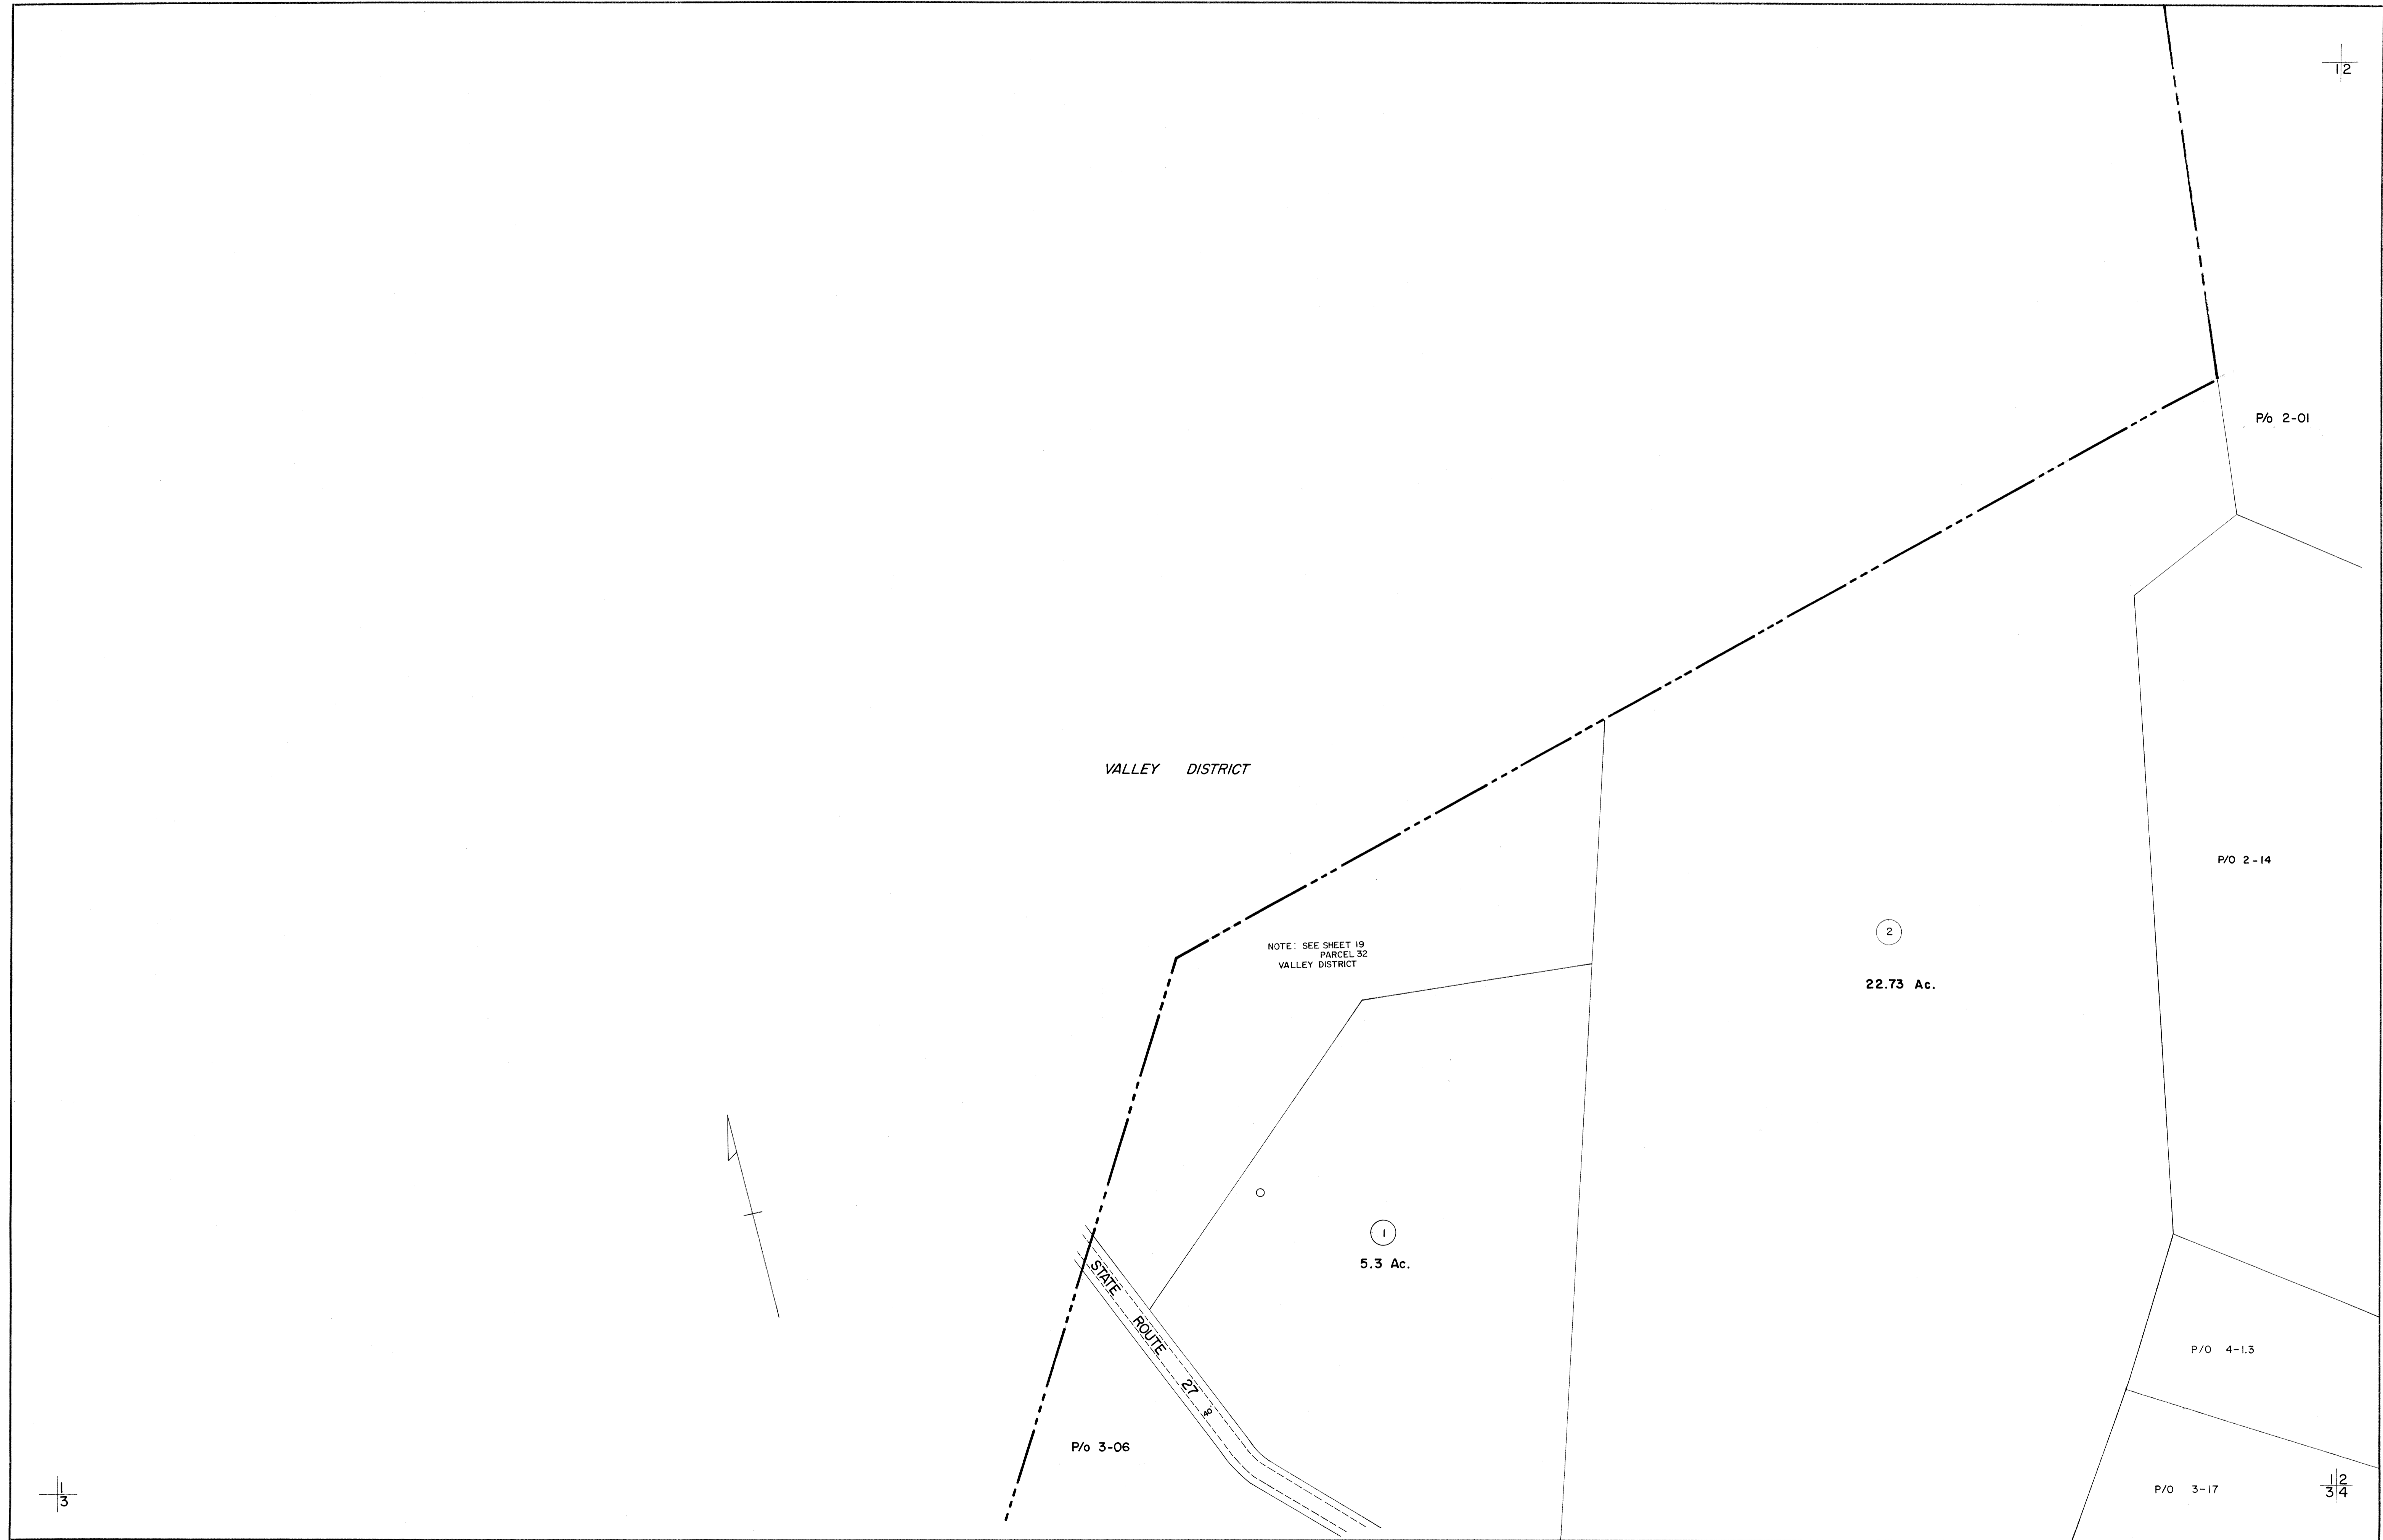 1 2
P/o 2-01
VALLEY DISTRICT
P/O 2-14
2
NOTE: SEE SHEET 19
PARCEL 32
VALLEY DISTRICT
22.73 Ac.
1
5.3 Ac.
STATE ROUTE 27
40
P/O 4-1.3
P/o 3-06
1
3
P/O 3-17
1 2
3 4